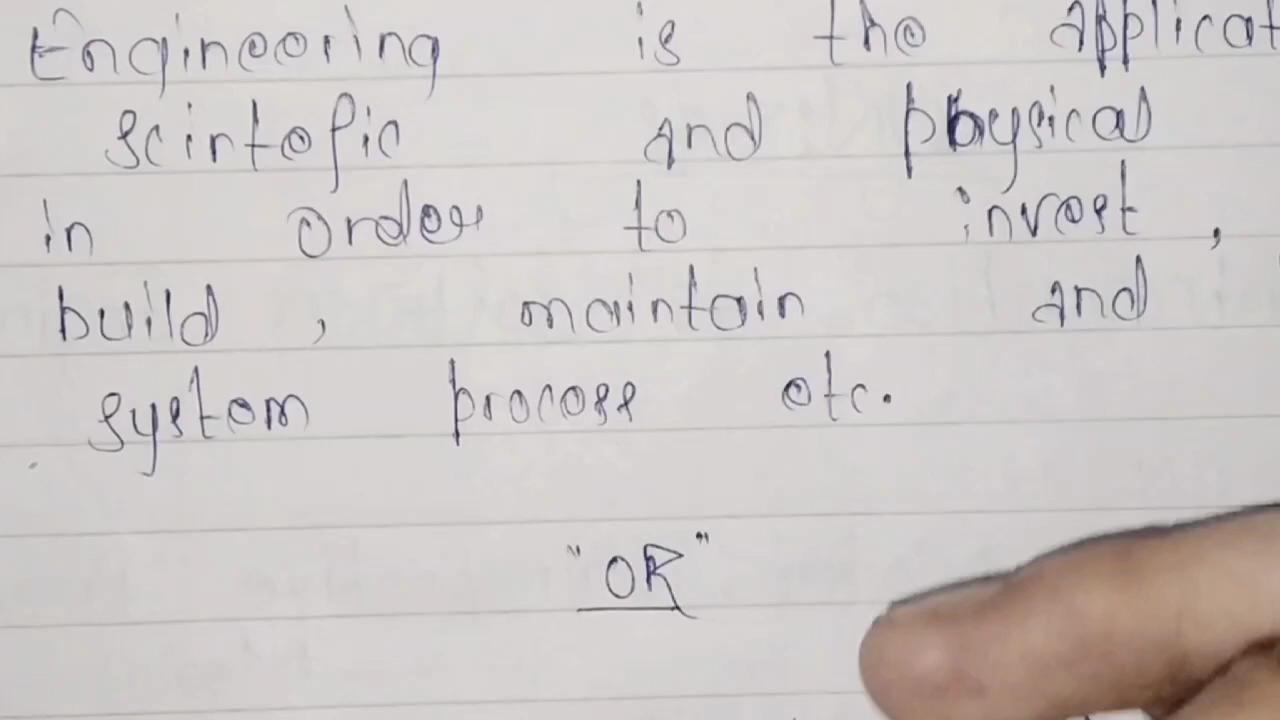 Engineering is the applicat
scintefic and physical
in order to invest ,
build , maintain and
system process etc.
"OR"